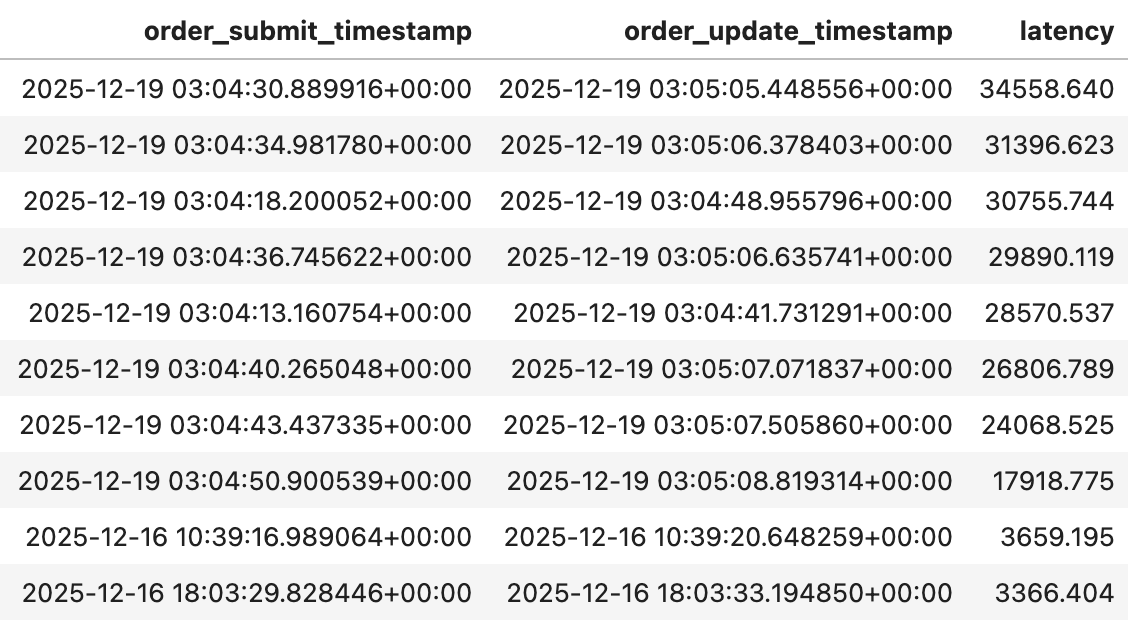 order_submit_timestamp order_update_timestamp latency
2025-12-19 03:04:30.889916+00:00 2025-12-19 03:05:05.448556+00:00 34558.640
2025-12-19 03:04:34.981780+00:00 2025-12-19 03:05:06.378403+00:00 31396.623
2025-12-19 03:04:18.200052+00:00 2025-12-19 03:04:48.955796+00:00 30755.744
2025-12-19 03:04:36.745622+00:00 2025-12-19 03:05:06.635741+00:00 29890.119
2025-12-19 03:04:13.160754+00:00 2025-12-19 03:04:41.731291+00:00 28570.537
2025-12-19 03:04:40.265048+00:00 2025-12-19 03:05:07.071837+00:00 26806.789
2025-12-19 03:04:43.437335+00:00 2025-12-19 03:05:07.505860+00:00 24068.525
2025-12-19 03:04:50.900539+00:00 2025-12-19 03:05:08.819314+00:00 17918.775
2025-12-16 10:39:16.989064+00:00 2025-12-16 10:39:20.648259+00:00 3659.195
2025-12-16 18:03:29.828446+00:00 2025-12-16 18:03:33.194850+00:00 3366.404